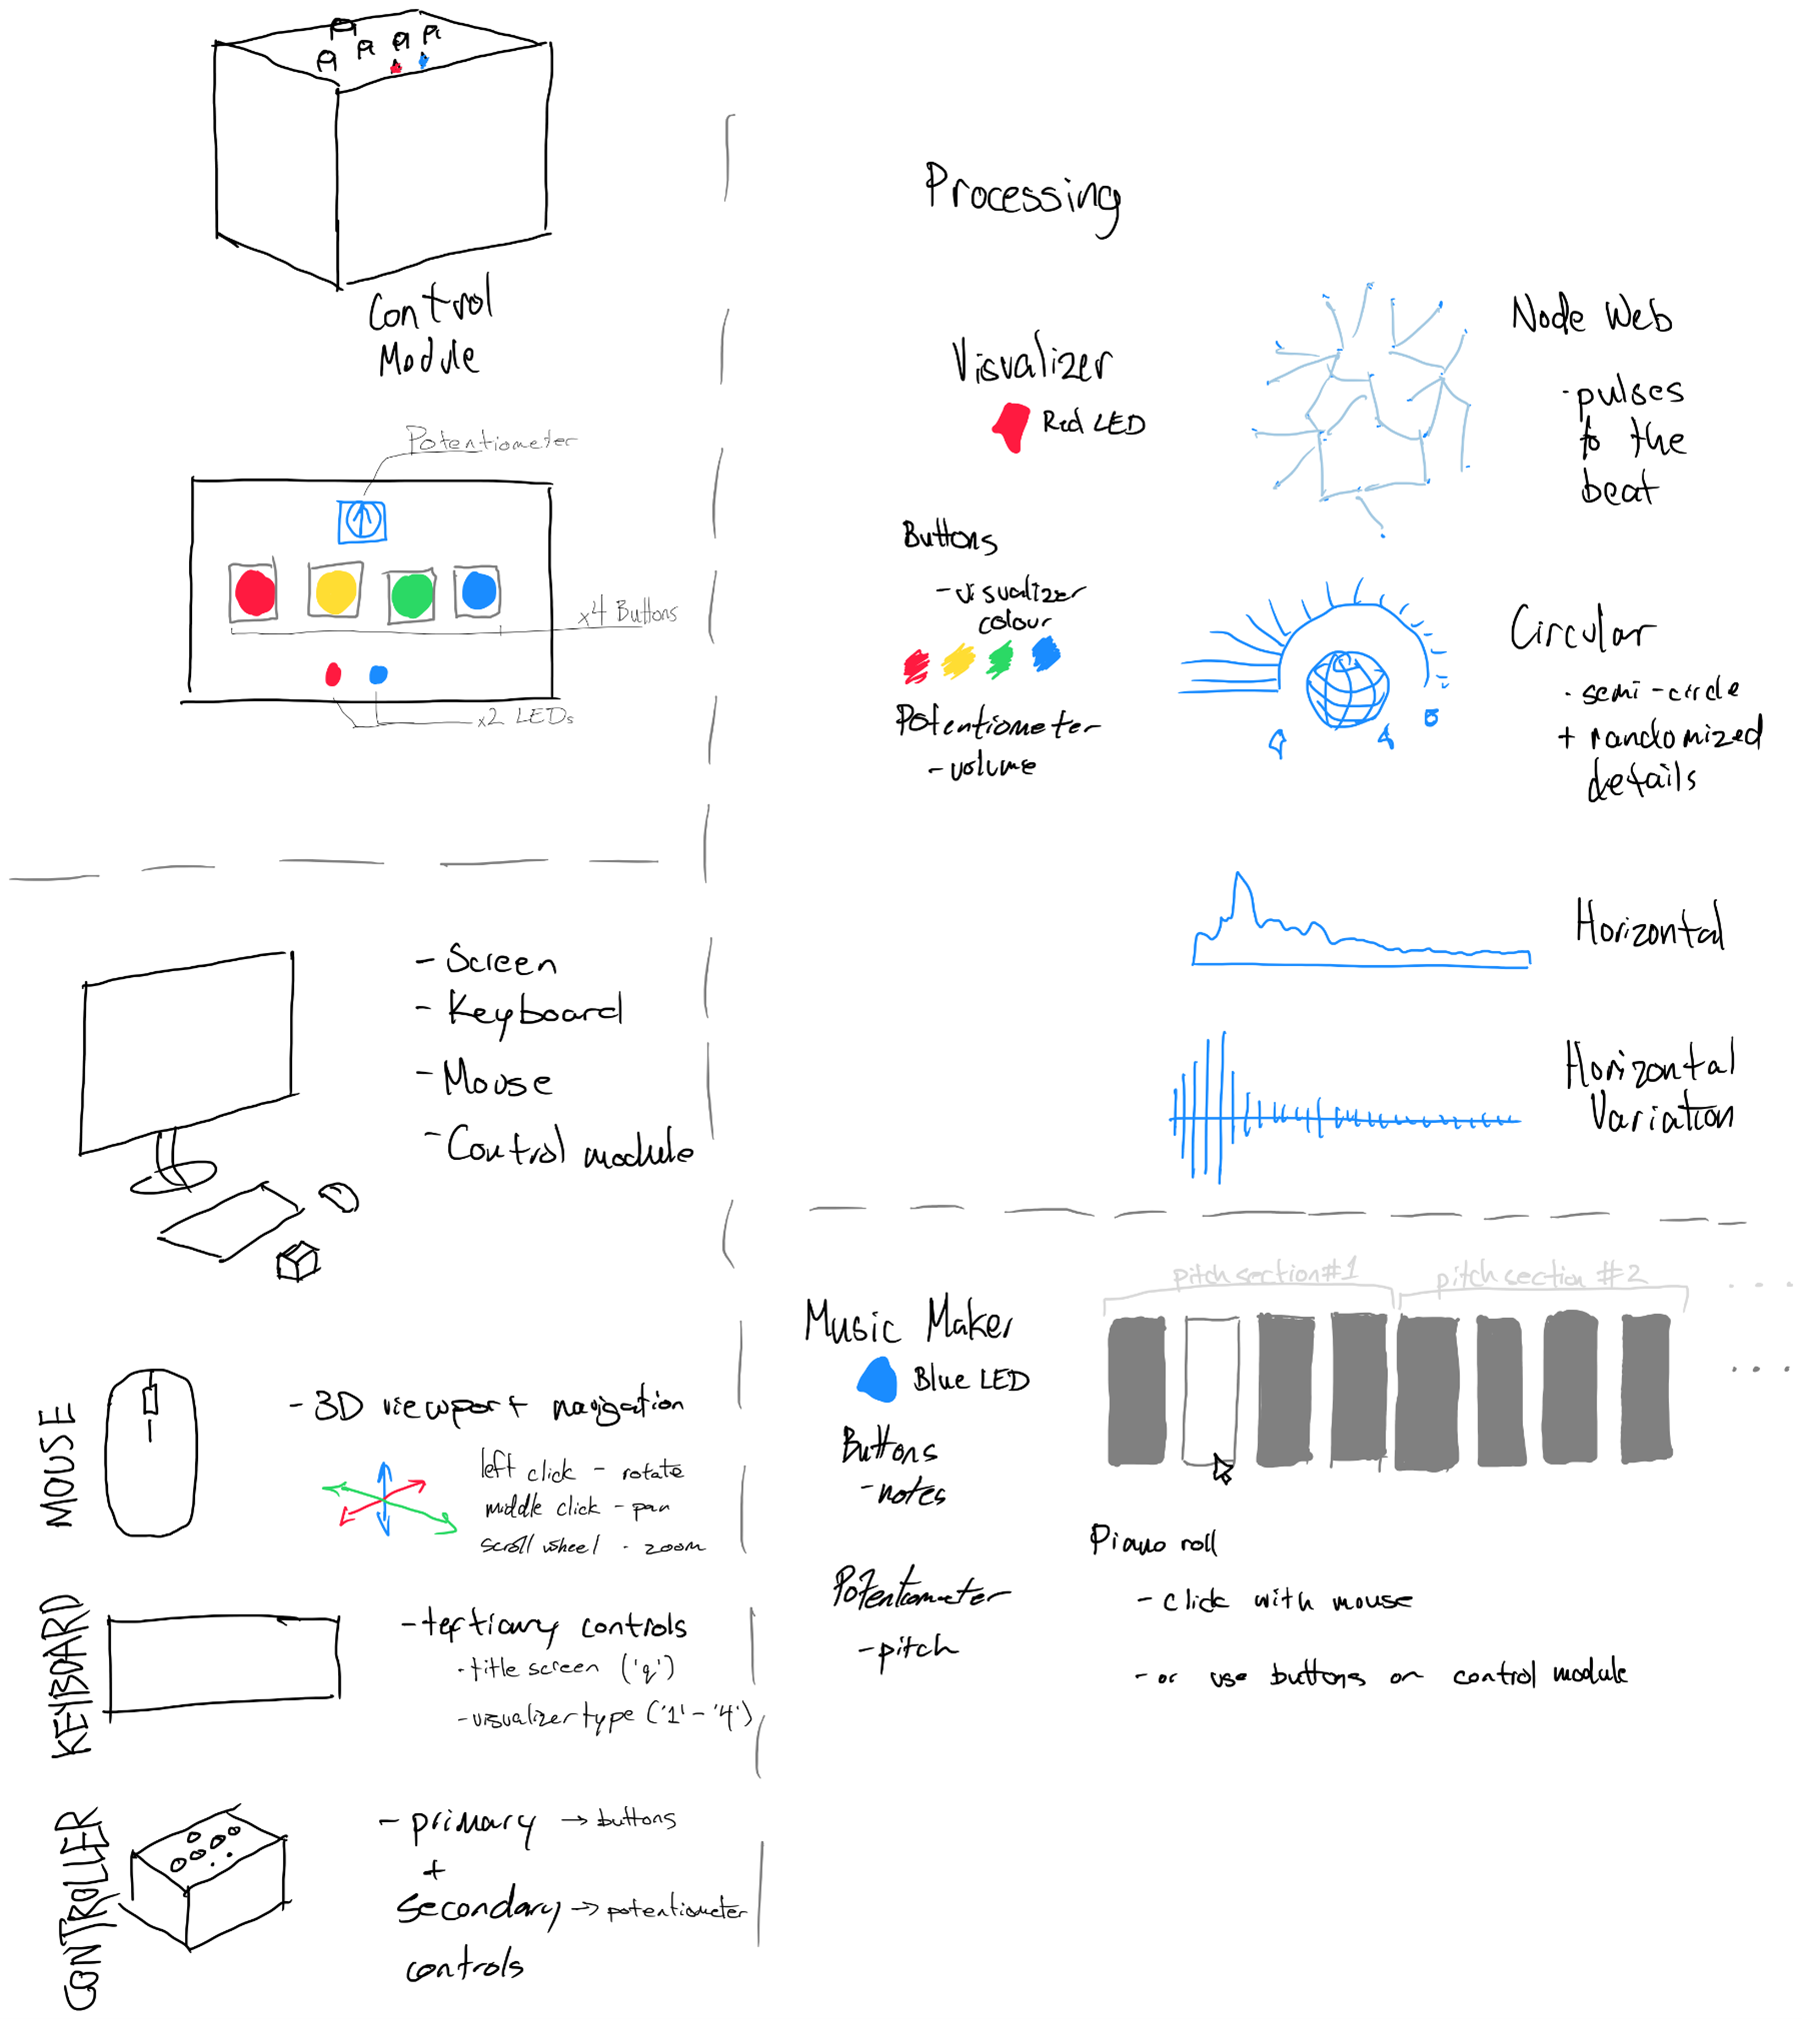 Control
Module
Potentiometer
x4 Buttons
x2 LEDs
- Screen
- Keyboard
- Mouse
- Control module
MOUSE
- 3D viewport navigation
left click - rotate
middle click - pan
scroll wheel - zoom
KEYBOARD
- tertiary controls
- title screen ('q')
- visualizer type ('1' - '4')
CONTROLLER
- primary → buttons
+
secondary → potentiometer
controls
Processing
Visualizer
Red LED
Buttons
- visualizer
colour
Potentiometer
- volume
Node Web
- pulses
to the
beat
Circular
- semi-circle
+ randomized
details
Horizontal
Horizontal
Variation
Music Maker
Blue LED
Buttons
- notes
Potentiometer
- pitch
pitch section #1
pitch section #2
. . .
. . .
Piano roll
- click with mouse
- or use buttons on control module